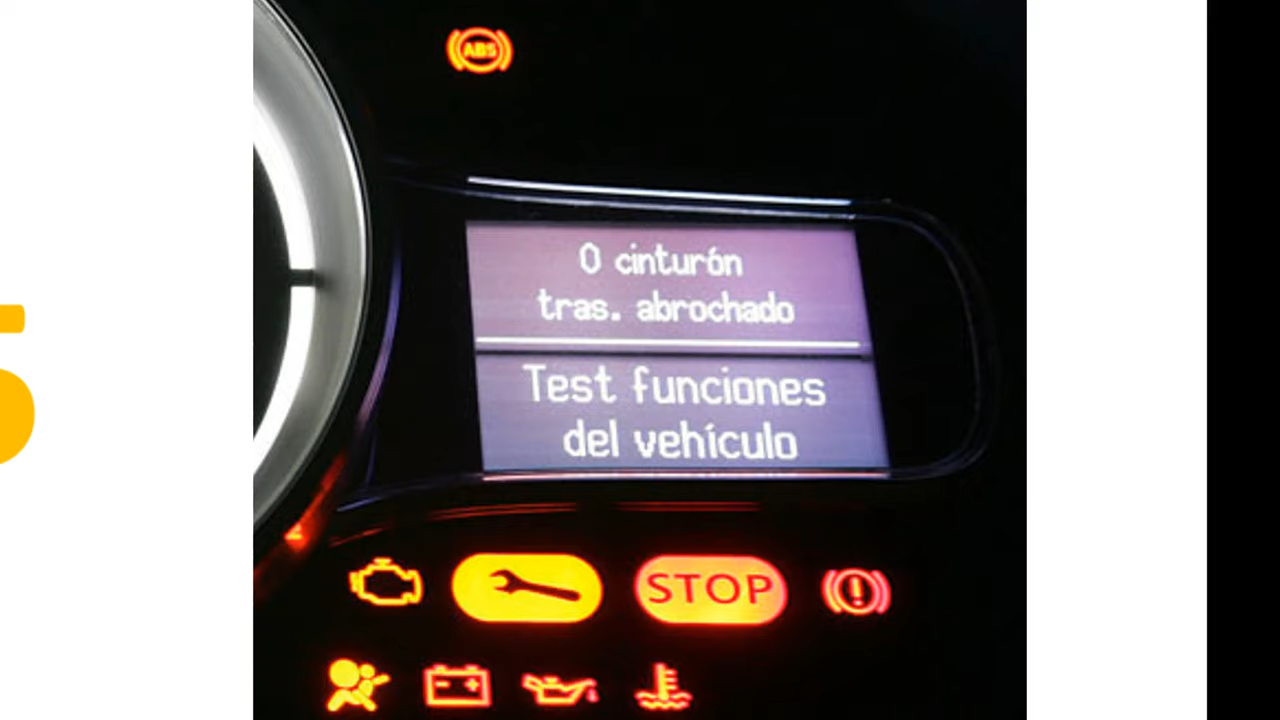 ABS
0 cinturón
tras. abrochado
Test funciones
del vehículo
STOP